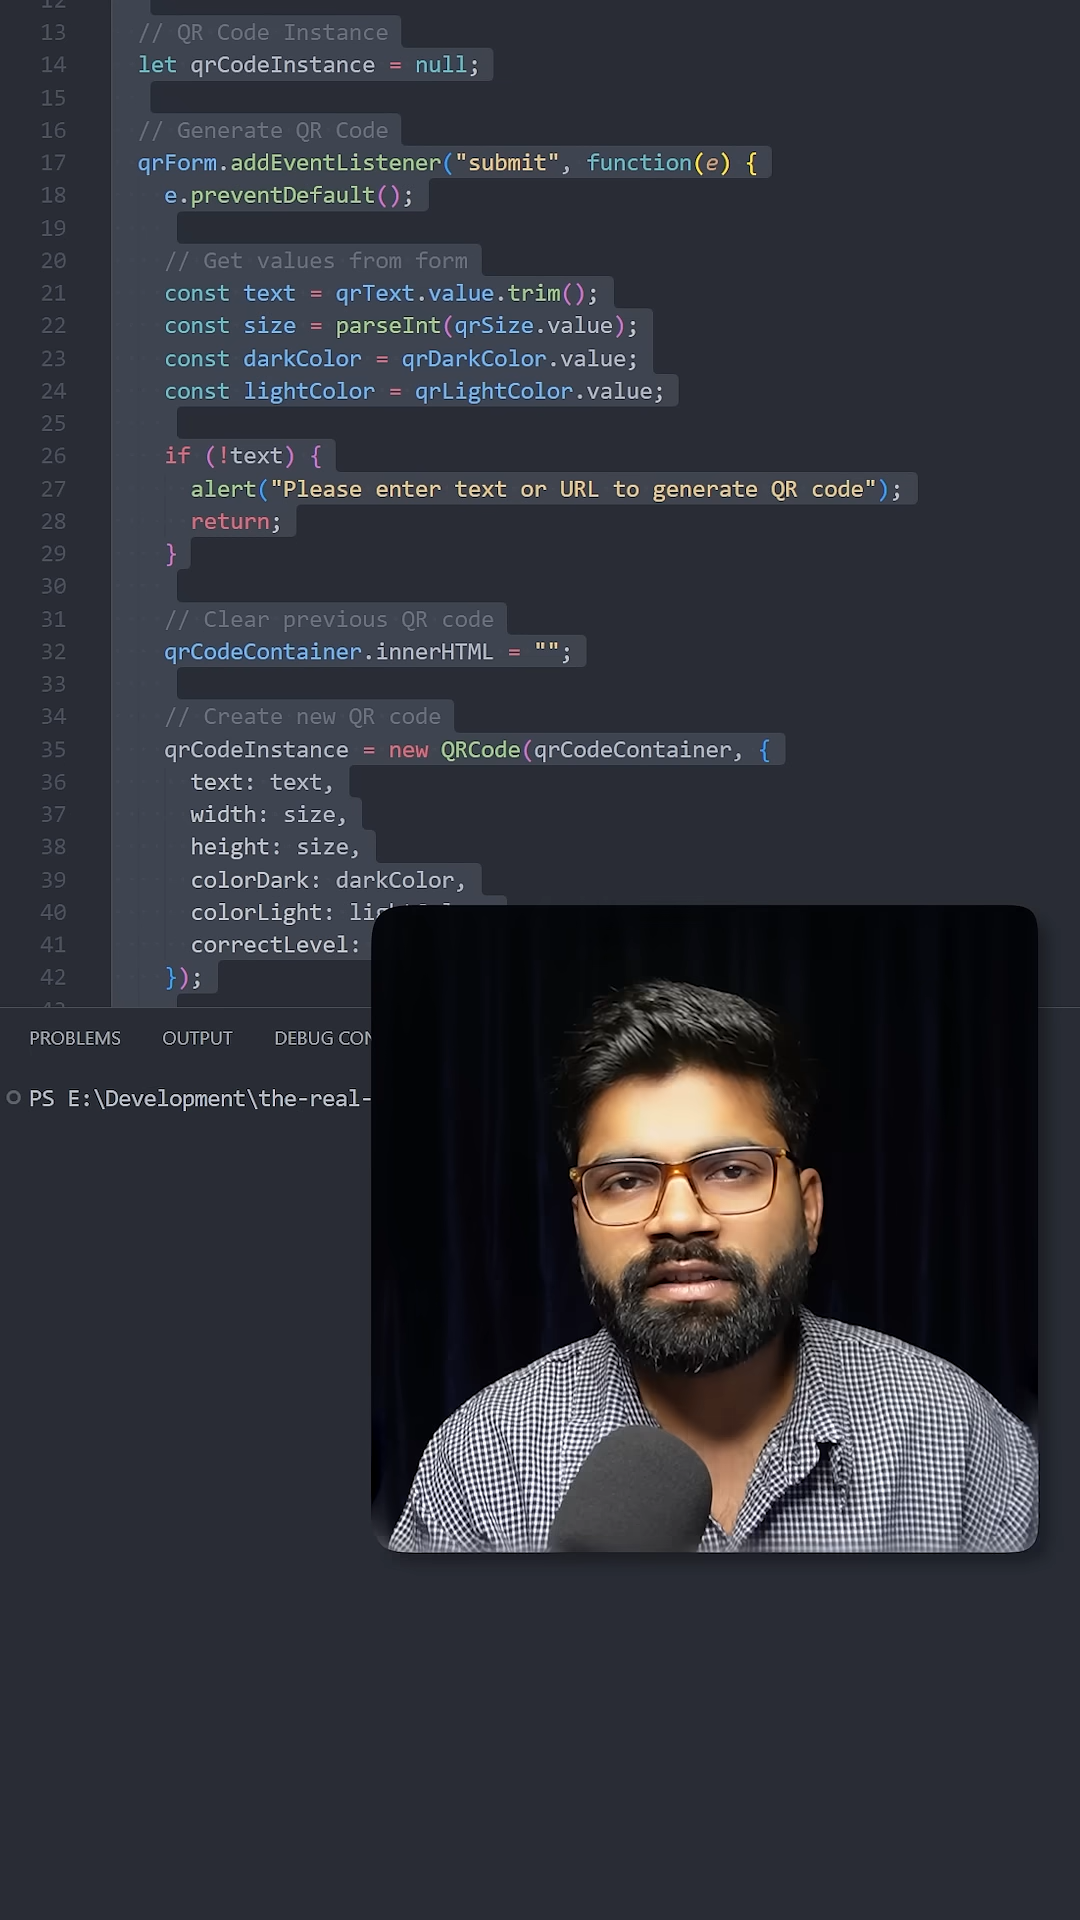 13 // QR Code Instance
14 let qrCodeInstance = null;
15
16 // Generate QR Code
17 qrForm.addEventListener("submit", function(e) {
18 e.preventDefault();
19
20 // Get values from form
21 const text = qrText.value.trim();
22 const size = parseInt(qrSize.value);
23 const darkColor = qrDarkColor.value;
24 const lightColor = qrLightColor.value;
25
26 if (!text) {
27 alert("Please enter text or URL to generate QR code");
28 return;
29 }
30
31 // Clear previous QR code
32 qrCodeContainer.innerHTML = "";
33
34 // Create new QR code
35 qrCodeInstance = new QRCode(qrCodeContainer, {
36 text: text,
37 width: size,
38 height: size,
39 colorDark: darkColor,
40 colorLight:
41 correctLevel:
42 });
PROBLEMS OUTPUT DEBUG CON
PS E:\Development\the-real-